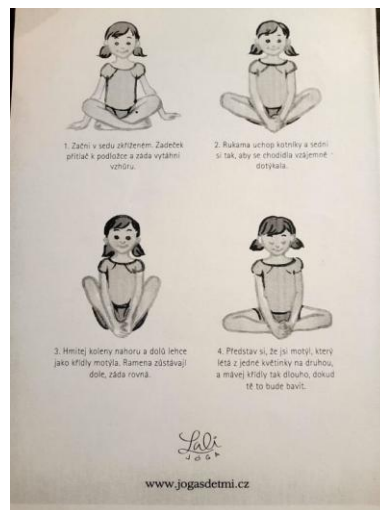 1. Začni v sedu zkříženém. Zadeček
přitlač k podložce a záda vytáhni
vzhůru.
2. Rukama uchop kotníky a sedni
si tak, aby se chodidla vzájemně
dotýkala.
3. Hmitej koleny nahoru a dolů lehce
jako křídly motýla. Ramena zůstávají
dole, záda rovná.
4. Představ si, že jsi motýl, který
létá z jedné květinky na druhou,
a mávej křídly tak dlouho, dokud
tě to bude bavit.
Lali
JÓGA
www.jogasdetmi.cz